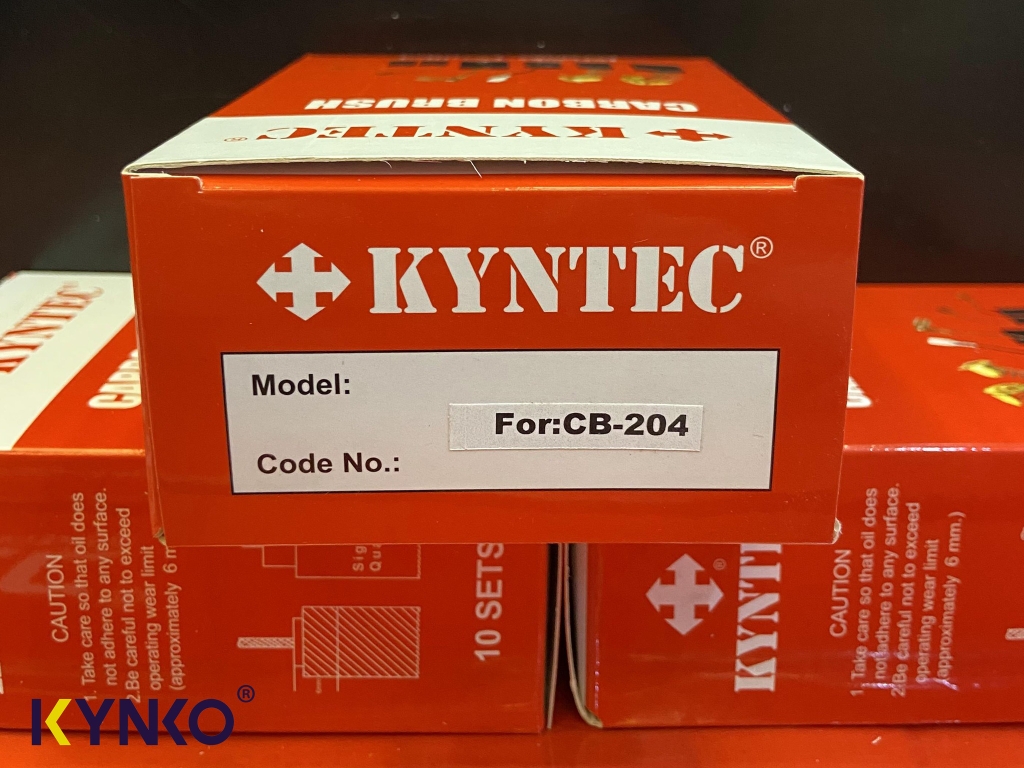 CARBON BRUSH
KYNTEC®
KYNTEC®
Model:
For:CB-204
Code No.:
KYNTEC
CAUTION
1. Take care so that oil does
not adhere to any surface.
2.Be careful not to exceed
operating wear limit
(approximately 6 m
10 SETS
KYNTE
®
CAUTION
1. Take care so that oil does
not adhere to any surface.
2.Be careful not to exceed
operating wear limit
(approximately 6 mm.)
KYNKO®